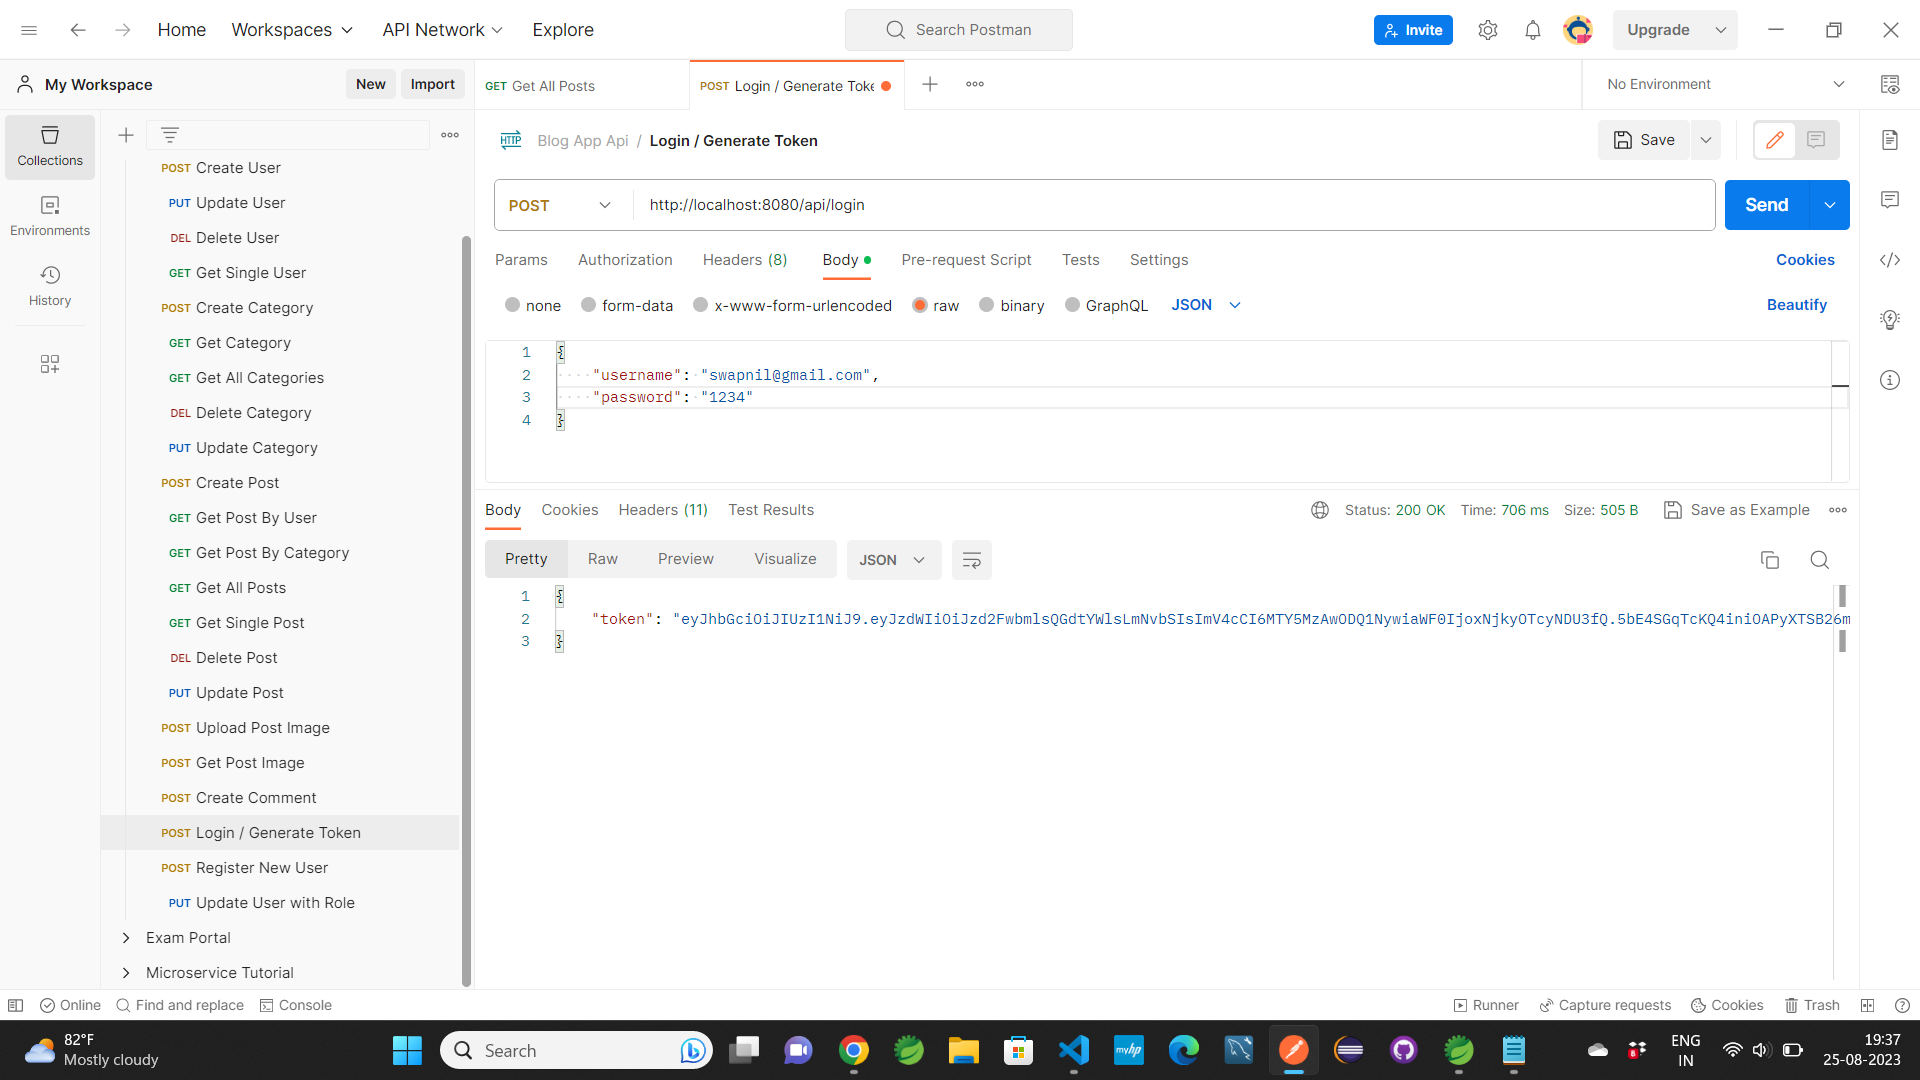 Home
Workspaces
API Network
Explore
Search Postman
Invite
Upgrade
My Workspace
New
Import
GET Get All Posts
POST Login / Generate Toke
No Environment
Collections
Environments
History
POST Create User
PUT Update User
DEL Delete User
GET Get Single User
POST Create Category
GET Get Category
GET Get All Categories
DEL Delete Category
PUT Update Category
POST Create Post
GET Get Post By User
GET Get Post By Category
GET Get All Posts
GET Get Single Post
DEL Delete Post
PUT Update Post
POST Upload Post Image
POST Get Post Image
POST Create Comment
POST Login / Generate Token
POST Register New User
PUT Update User with Role
Exam Portal
Microservice Tutorial
HTTP Blog App Api / Login / Generate Token
Save
POST
http://localhost:8080/api/login
Send
Params
Authorization
Headers (8)
Body
Pre-request Script
Tests
Settings
Cookies
none
form-data
x-www-form-urlencoded
raw
binary
GraphQL
JSON
Beautify
1 {
2 ····"username":·"swapnil@gmail.com",
3 ····"password":·"1234"
4 }
Body
Cookies
Headers (11)
Test Results
Status: 200 OK
Time: 706 ms
Size: 505 B
Save as Example
Pretty
Raw
Preview
Visualize
JSON
1 {
2 "token": "eyJhbGciOiJIUzI1NiJ9.eyJzdWIiOiJzd2FwbmlsQGdtYWlsLmNvbSIsImV4cCI6MTY5MzAwODQ1NywiaWF0IjoxNjkyOTcyNDU3fQ.5bE4SGqTcKQ4iniOAPyXTSB26m
3 }
Online
Find and replace
Console
Runner
Capture requests
Cookies
Trash
82°F
Mostly cloudy
Search
myhp
ENG
IN
19:37
25-08-2023